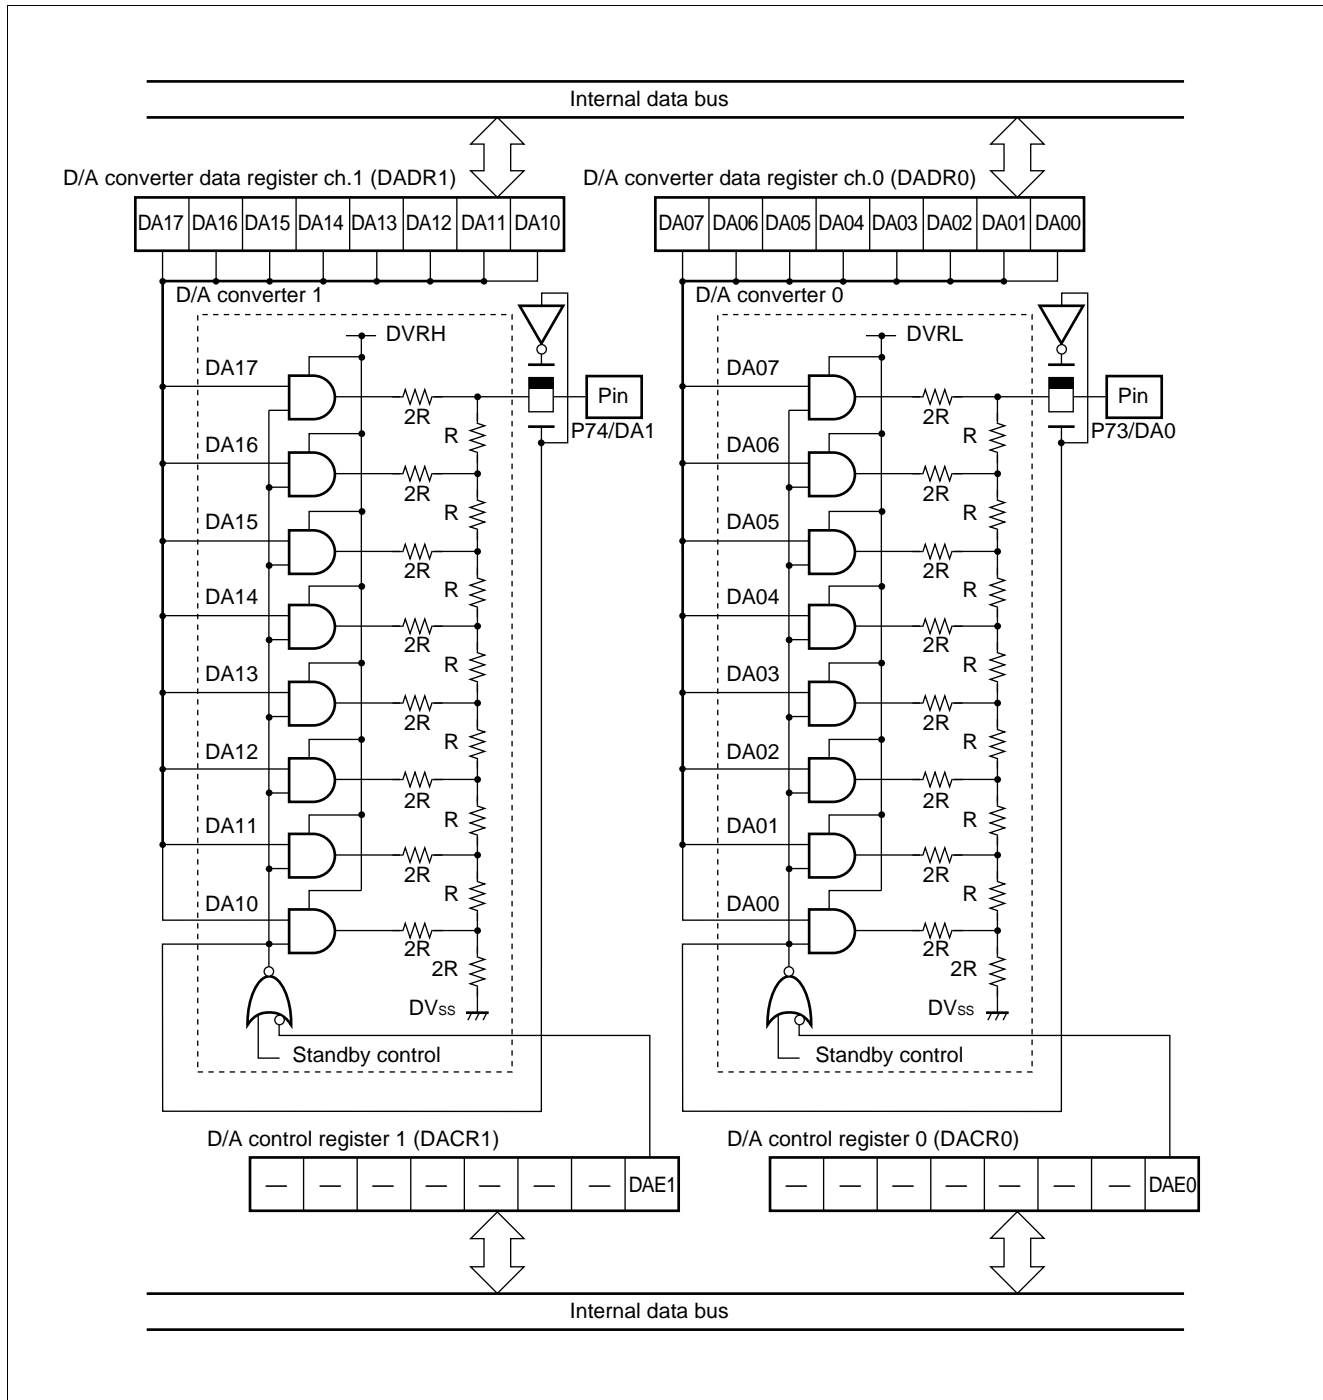 Internal data bus
D/A converter data register ch.1 (DADR1)
D/A converter data register ch.0 (DADR0)
DA17 DA16 DA15 DA14 DA13 DA12 DA11 DA10
DA07 DA06 DA05 DA04 DA03 DA02 DA01 DA00
D/A converter 1
DVRH
DA17
2R
R
Pin
P74/DA1
DA16
2R
R
DA15
2R
R
DA14
2R
R
DA13
2R
R
DA12
2R
R
DA11
2R
R
DA10
2R
2R
DVss
Standby control
D/A converter 0
DVRL
DA07
2R
R
Pin
P73/DA0
DA06
2R
R
DA05
2R
R
DA04
2R
R
DA03
2R
R
DA02
2R
R
DA01
2R
R
DA00
2R
2R
DVss
Standby control
D/A control register 1 (DACR1)
— — — — — — — DAE1
D/A control register 0 (DACR0)
— — — — — — — DAE0
Internal data bus